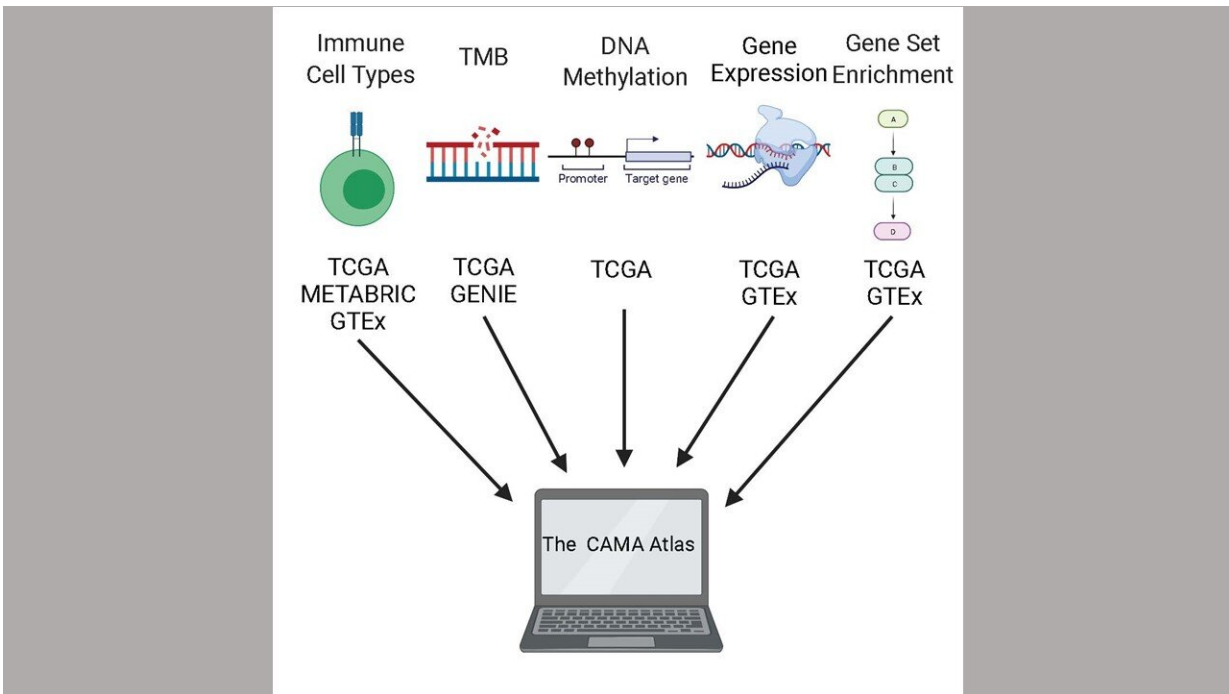 Immune
Cell Types
TMB
DNA
Methylation
Gene
Expression
Gene Set
Enrichment
Promoter
Target gene
A
B
C
D
TCGA
METABRIC
GTEx
TCGA
GENIE
TCGA
TCGA
GTEx
TCGA
GTEx
The CAMA Atlas